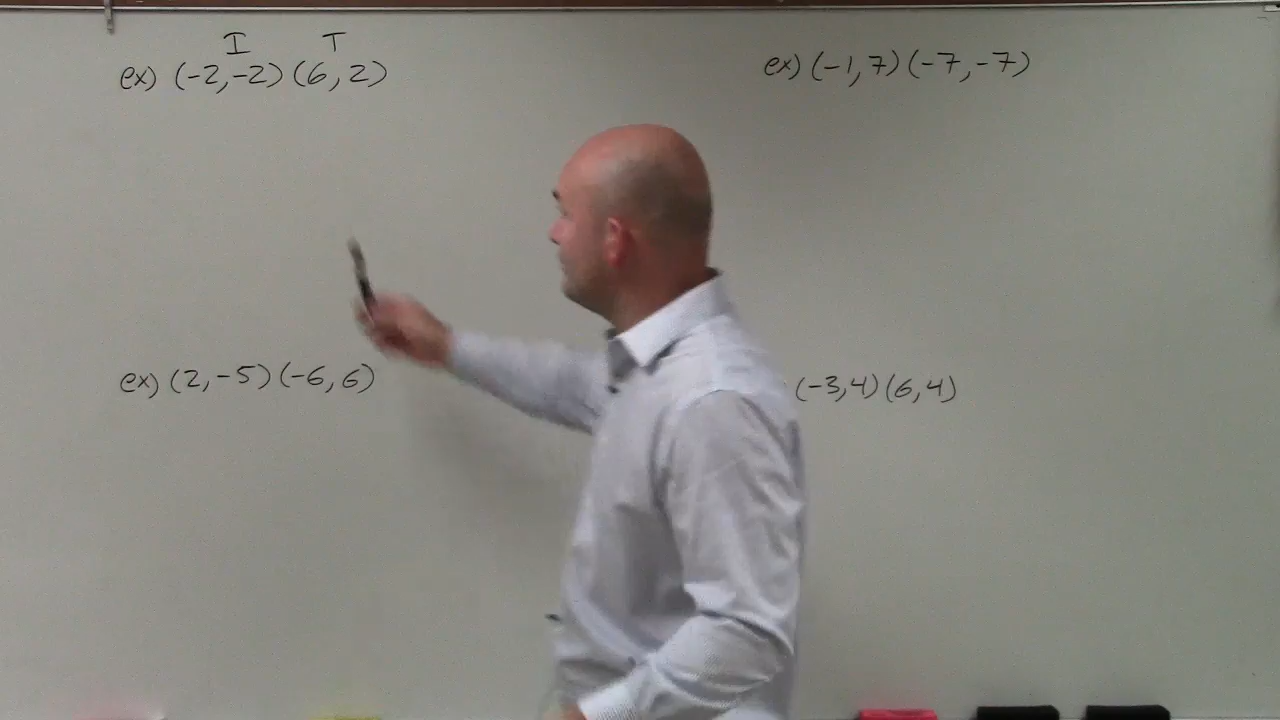 I T
ex) (-2,-2) (6,2)
ex) (-1,7) (-7,-7)
ex) (2,-5) (-6,6)
(-3,4) (6,4)